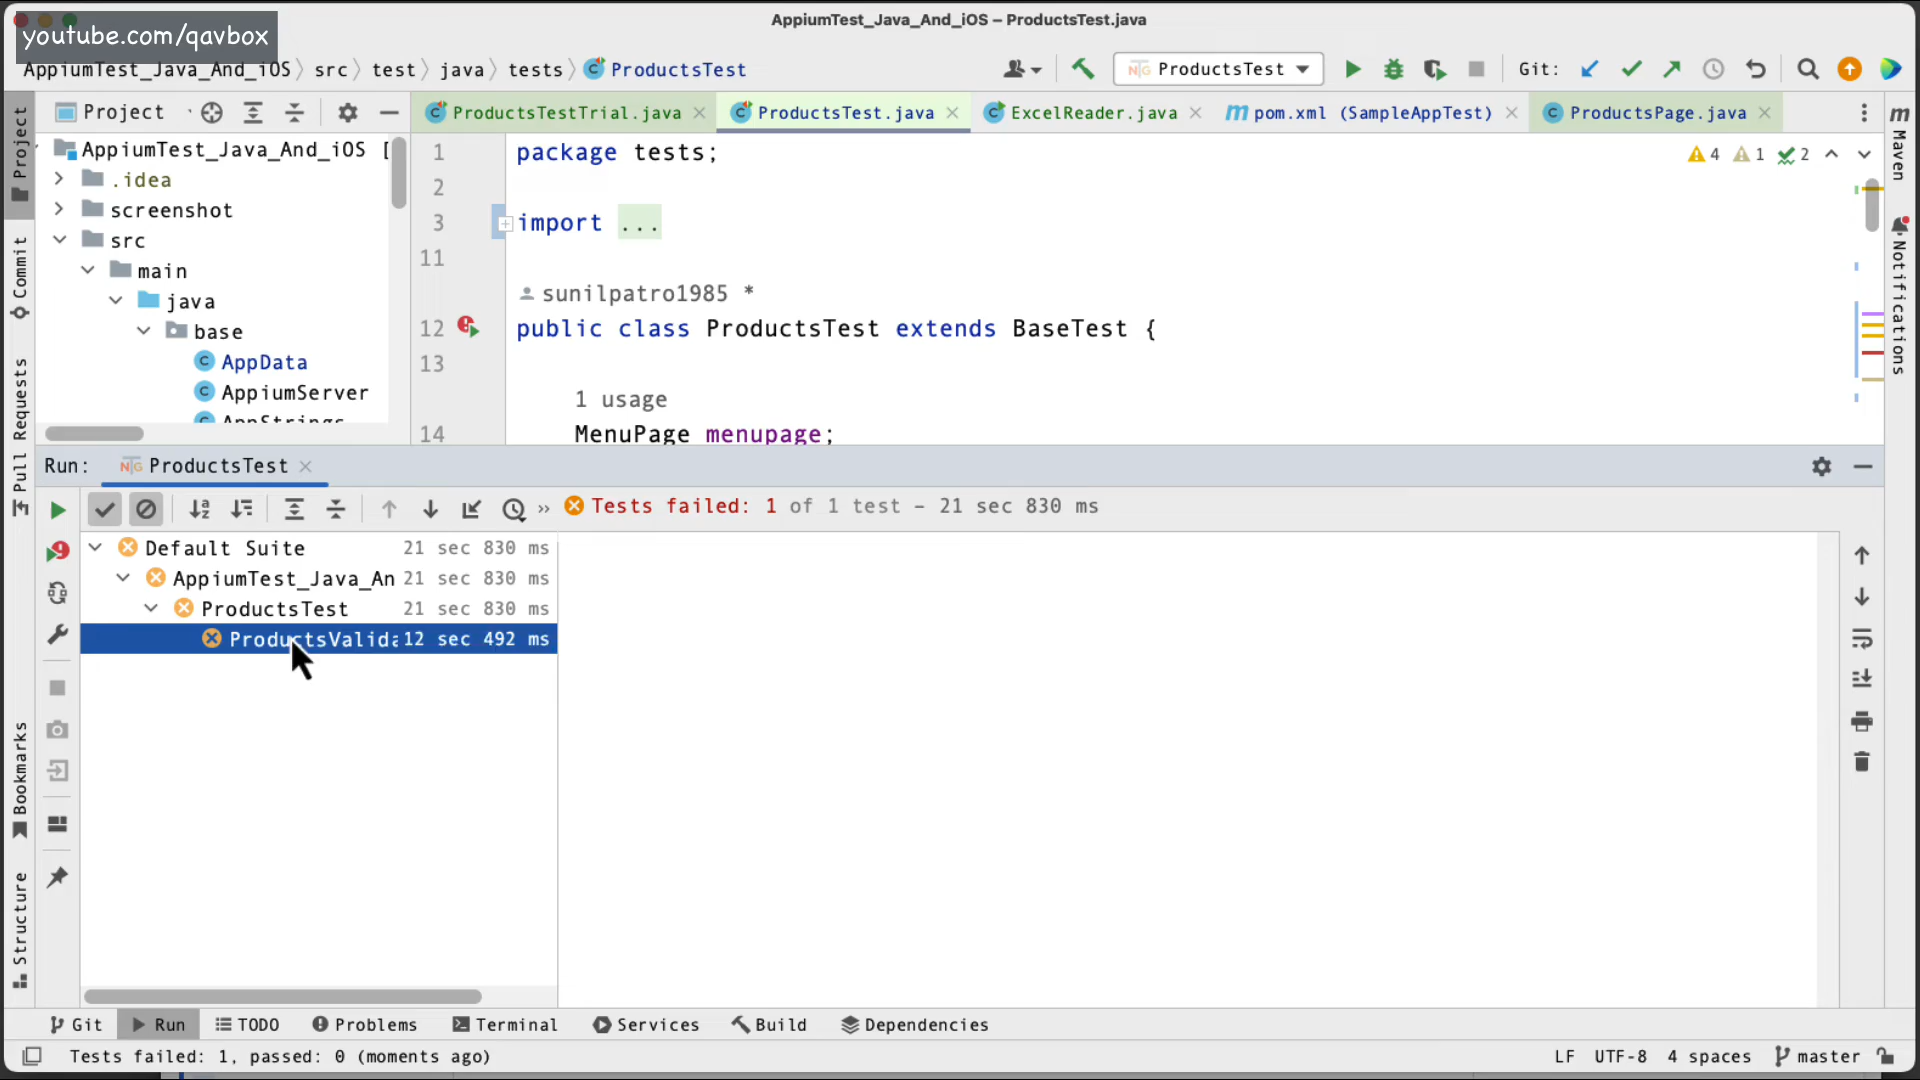 AppiumTest_Java_And_iOS – ProductsTest.java
youtube.com/qavbox
AppiumTest_Java_And_iOS src test java tests ProductsTest
ProductsTest
Git:
Project
ProductsTestTrial.java
ProductsTest.java
ExcelReader.java
pom.xml (SampleAppTest)
ProductsPage.java
Project
Commit
Pull Requests
Bookmarks
Structure
Maven
Notifications
AppiumTest_Java_And_iOS [
.idea
screenshot
src
main
java
base
AppData
AppiumServer
AppStrings
4 1 2
1 package tests;
2
3 import ...
11
sunilpatro1985 *
12 public class ProductsTest extends BaseTest {
13
1 usage
14 MenuPage menupage;
Run: ProductsTest
Tests failed: 1 of 1 test – 21 sec 830 ms
Default Suite 21 sec 830 ms
AppiumTest_Java_An 21 sec 830 ms
ProductsTest 21 sec 830 ms
ProductsValida 12 sec 492 ms
Git Run TODO Problems Terminal Services Build Dependencies
Tests failed: 1, passed: 0 (moments ago)
LF UTF-8 4 spaces master